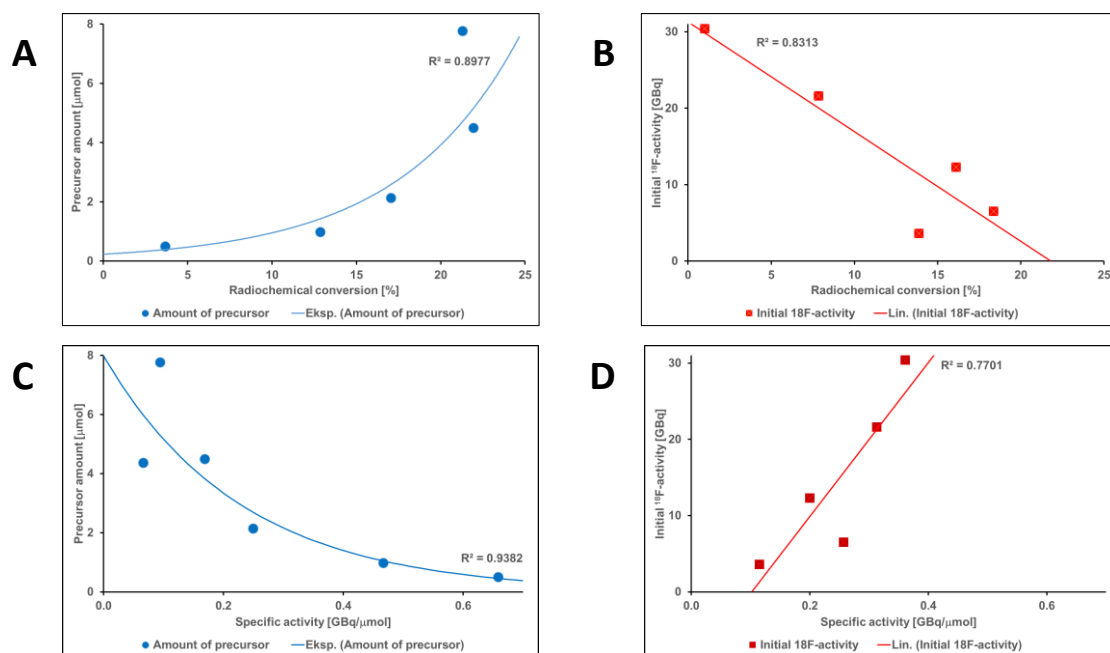 A
8
6
4
2
0
Precursor amount [µmol]
R² = 0.8977
0 5 10 15 20 25
Radiochemical conversion [%]
Amount of precursor Eksp. (Amount of precursor)
B
30
20
10
0
Initial ¹⁸F-activity [GBq]
R² = 0.8313
0 5 10 15 20 25
Radiochemical conversion [%]
Initial 18F-activity Lin. (Initial 18F-activity)
C
8
6
4
2
0
Precursor amount [µmol]
R² = 0.9382
0.0 0.2 0.4 0.6
Specific activity [GBq/µmol]
Amount of precursor Eksp. (Amount of precursor)
D
30
20
10
0
Initial ¹⁸F-activity [GBq]
R² = 0.7701
0.0 0.2 0.4 0.6
Specific activity [GBq/µmol]
Initial 18F-activity Lin. (Initial 18F-activity)